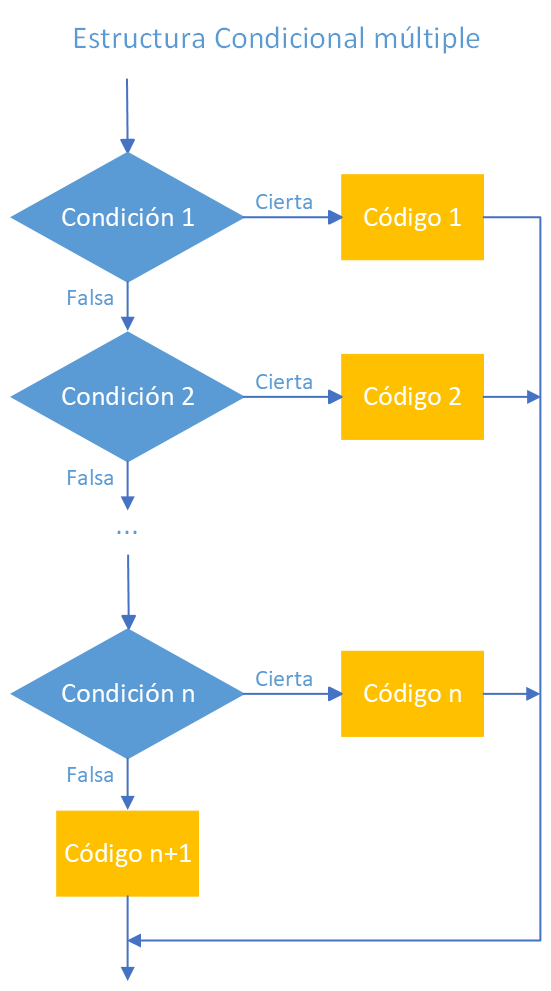 Estructura Condicional múltiple
Condición 1
Cierta
Código 1
Falsa
Condición 2
Cierta
Código 2
Falsa
...
Condición n
Cierta
Código n
Falsa
Código n+1